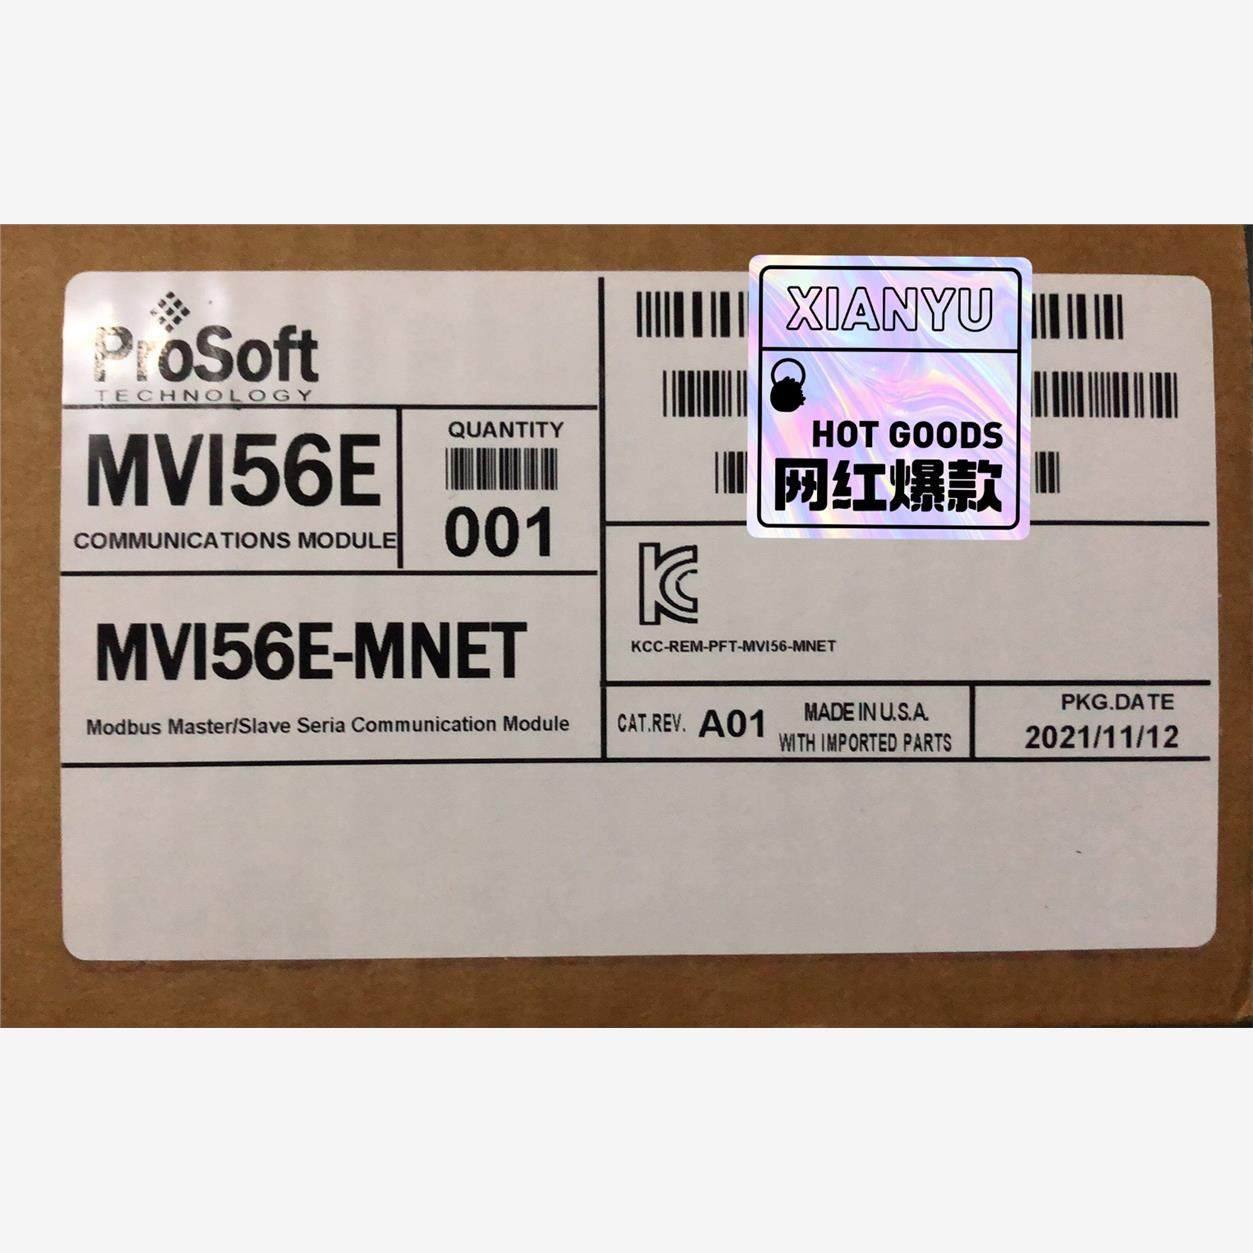 ProSoft
TECHNOLOGY
MVI56E
COMMUNICATIONS MODULE
QUANTITY
001
MVI56E-MNET
Modbus Master/Slave Seria Communication Module
XIANYU
HOT GOODS
网红爆款
KC
KCC-REM-PFT-MVI56-MNET
CAT.REV. A01
MADE IN U.S.A.
WITH IMPORTED PARTS
PKG.DATE
2021/11/12